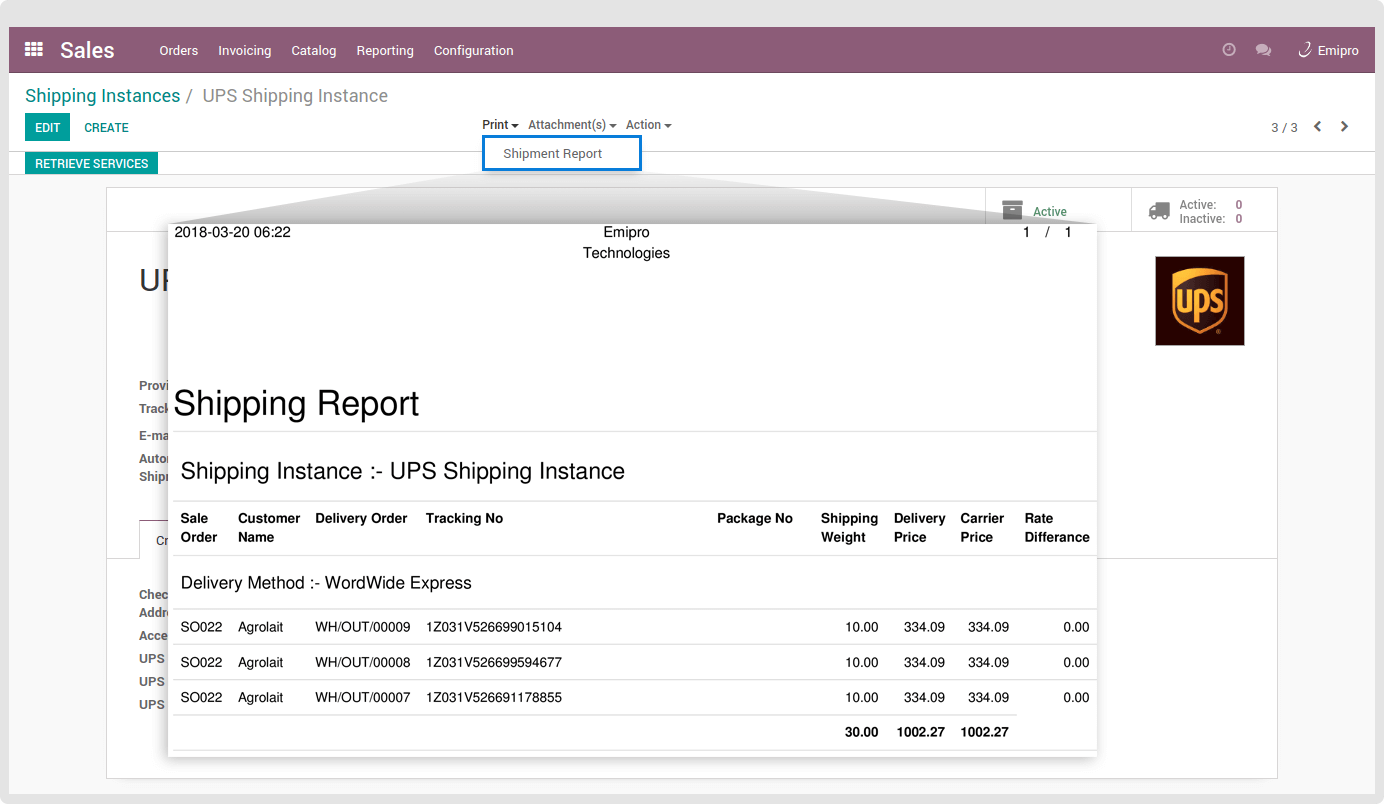 Sales Orders Invoicing Catalog Reporting Configuration Emipro
Shipping Instances / UPS Shipping Instance
EDIT CREATE Print Attachment(s) Action 3 / 3
Shipment Report
RETRIEVE SERVICES
Active
Active: 0
Inactive: 0
2018-03-20 06:22 Emipro 1 / 1
Technologies
UP
ups
Provi
Track
E-ma
Autor
Shipr
Shipping Report
Shipping Instance :- UPS Shipping Instance
Sale Customer Delivery Order Tracking No Package No Shipping Delivery Carrier Rate
Order Name Weight Price Price Differance
Cr
Delivery Method :- WordWide Express
Chec
Addre
Acce
UPS
UPS
UPS
SO022 Agrolait WH/OUT/00009 1Z031V526699015104 10.00 334.09 334.09 0.00
SO022 Agrolait WH/OUT/00008 1Z031V526699594677 10.00 334.09 334.09 0.00
SO022 Agrolait WH/OUT/00007 1Z031V526691178855 10.00 334.09 334.09 0.00
30.00 1002.27 1002.27